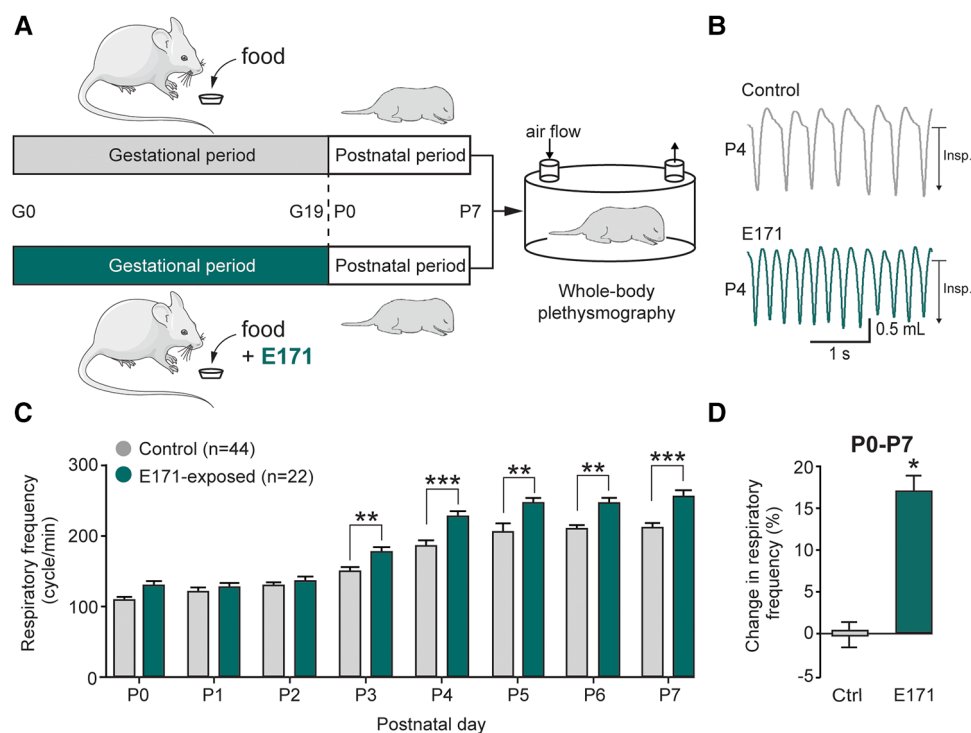 A
food
Gestational period
Postnatal period
G0
G19
P0
P7
Gestational period
Postnatal period
food
+ E171
air flow
Whole-body
plethysmography
B
Control
P4
Insp.
E171
P4
Insp.
0.5 mL
1 s
C
Control (n=44)
E171-exposed (n=22)
Respiratory frequency
(cycle/min)
300
200
100
0
**
***
**
**
***
P0
P1
P2
P3
P4
P5
P6
P7
Postnatal day
D
P0-P7
Change in respiratory
frequency (%)
20
15
10
5
0
-5
*
Ctrl
E171